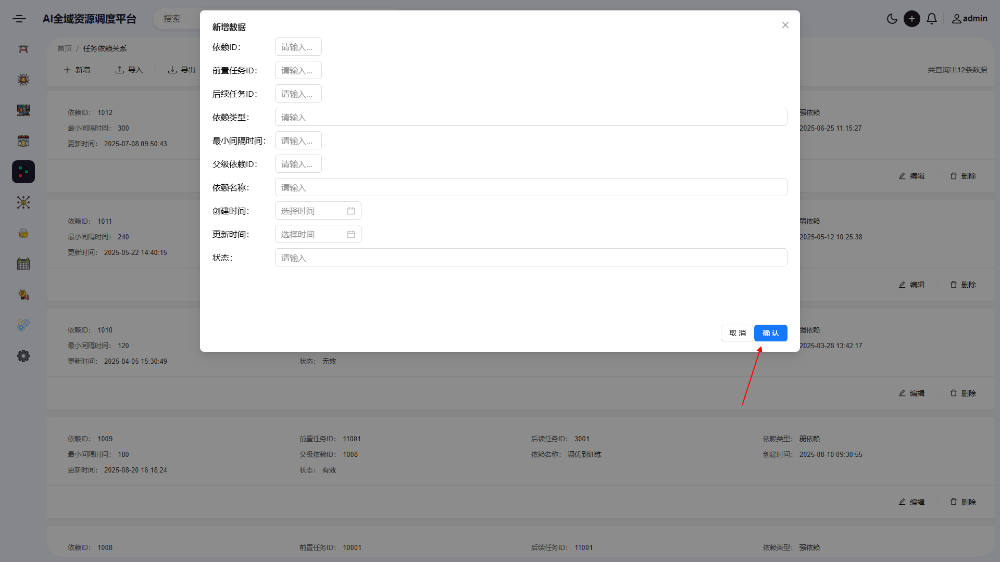 AI全域资源调度平台
搜索
admin
首页 / 任务依赖关系
新增
导入
导出
共查询出12条数据
新增数据
依赖ID：
请输入...
前置任务ID：
请输入...
后续任务ID：
请输入...
依赖类型：
请输入
最小间隔时间：
请输入...
父级依赖ID：
请输入...
依赖名称：
请输入
创建时间：
选择时间
更新时间：
选择时间
状态：
请输入
取 消
确 认
依赖ID： 1012
强依赖
最小间隔时间： 300
2025-06-25 11:15:27
更新时间： 2025-07-08 09:50:43
编辑
删除
依赖ID： 1011
弱依赖
最小间隔时间： 240
2025-05-12 10:25:38
更新时间： 2025-05-22 14:40:15
编辑
删除
依赖ID： 1010
强依赖
最小间隔时间： 120
2025-03-28 13:42:17
更新时间： 2025-04-05 15:30:49
状态： 无效
编辑
删除
依赖ID： 1009
前置任务ID： 11001
后续任务ID： 3001
依赖类型： 弱依赖
最小间隔时间： 180
父级依赖ID： 1008
依赖名称： 调优到训练
创建时间： 2025-08-10 09:30:55
更新时间： 2025-08-20 16:18:24
状态： 有效
编辑
删除
依赖ID： 1008
前置任务ID： 10001
后续任务ID： 11001
依赖类型： 强依赖